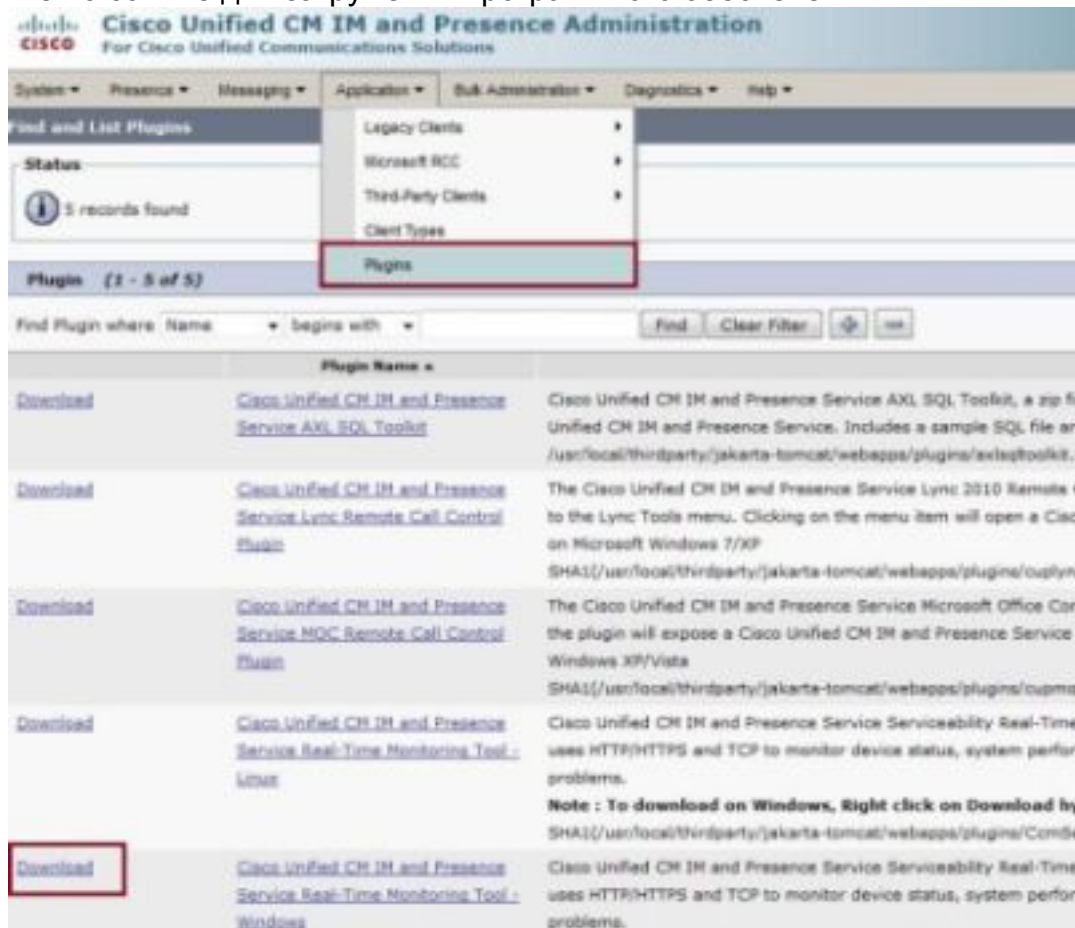 Cisco Unified CM IM and Presence Administration
CISCO
For Cisco Unified Communications Solutions
System
Presence
Messaging
Application
Bulk Administration
Diagnostics
Help
Find and List Plugins
Legacy Clients
Microsoft RCC
Third-Party Clients
Client Types
Plugins
Status
5 records found
Plugin (1 - 5 of 5)
Find Plugin where Name begins with Find Clear Filter
Plugin Name
Download
Cisco Unified CM IM and Presence
Service AXL SQL Toolkit
Cisco Unified CM IM and Presence Service AXL SQL Toolkit, a zip
Unified CM IM and Presence Service. Includes a sample SQL file
/usr/local/thirdparty/jakarta-tomcat/webapps/plugins/axlsqltoolkit.
Download
Cisco Unified CM IM and Presence
Service Lync Remote Call Control
Plugin
The Cisco Unified CM IM and Presence Service Lync 2010 Remote
to the Lync Tools menu. Clicking on the menu item will open a
on Microsoft Windows 7/XP
SHA1(/usr/local/thirdparty/jakarta-tomcat/webapps/plugins/cuplyn
Download
Cisco Unified CM IM and Presence
Service MOC Remote Call Control
Plugin
The Cisco Unified CM IM and Presence Service Microsoft Office
the plugin will expose a Cisco Unified CM IM and Presence Service
Windows XP/Vista
SHA1(/usr/local/thirdparty/jakarta-tomcat/webapps/plugins/cupmo
Download
Cisco Unified CM IM and Presence
Service Real-Time Monitoring Tool -
Linux
Cisco Unified CM IM and Presence Service Serviceability Real-Time
uses HTTP/HTTPS and TCP to monitor device status, system perfor
problems.
Note : To download on Windows, Right click on Download hy
SHA1(/usr/local/thirdparty/jakarta-tomcat/webapps/plugins/CcmSe
Download
Cisco Unified CM IM and Presence
Service Real-Time Monitoring Tool -
Windows
Cisco Unified CM IM and Presence Service Serviceability Real-Time
uses HTTP/HTTPS and TCP to monitor device status, system perfor
problems.